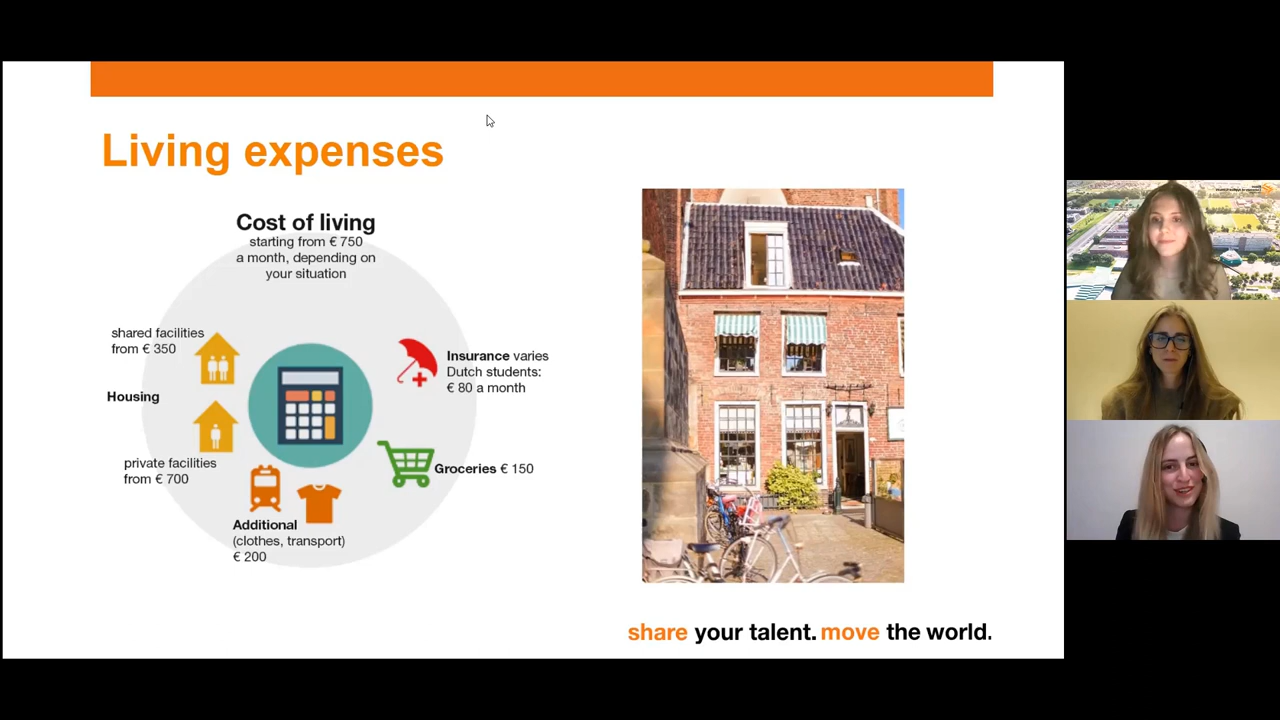 Living expenses
Cost of living
starting from € 750
a month, depending on
your situation
shared facilities
from € 350
Housing
private facilities
from € 700
Insurance varies
Dutch students:
€ 80 a month
Groceries € 150
Additional
(clothes, transport)
€ 200
share your talent. move the world.